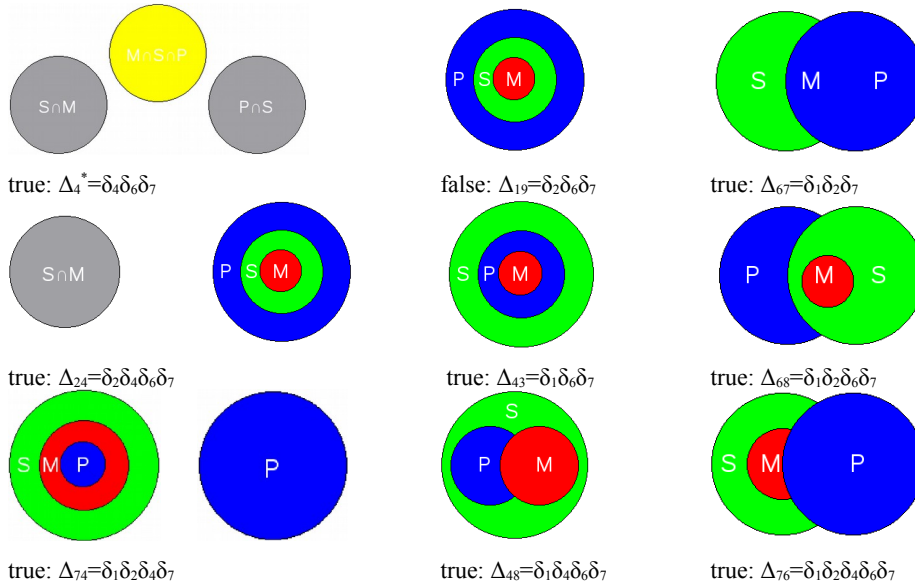 M∩S∩P
S∩M P∩S P S M S M P
true: Δ₄*=δ₄δ₆δ₇ false: Δ₁₉=δ₂δ₆δ₇ true: Δ₆₇=δ₁δ₂δ₇
S∩M P S M S P M P M S
true: Δ₂₄=δ₂δ₄δ₆δ₇ true: Δ₄₃=δ₁δ₆δ₇ true: Δ₆₈=δ₁δ₂δ₆δ₇
S
S M P P P M S M P
true: Δ₇₄=δ₁δ₂δ₄δ₇ true: Δ₄₈=δ₁δ₄δ₆δ₇ true: Δ₇₆=δ₁δ₂δ₄δ₆δ₇